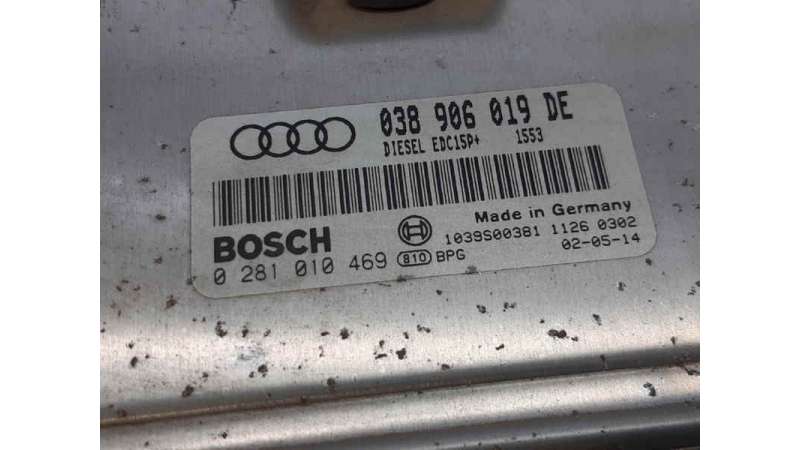 038 906 019 DE
DIESEL EDC15P+ 1553
Made in Germany
BOSCH
1039S00381 1126 0302
0 281 010 469 810 BPG 02-05-14